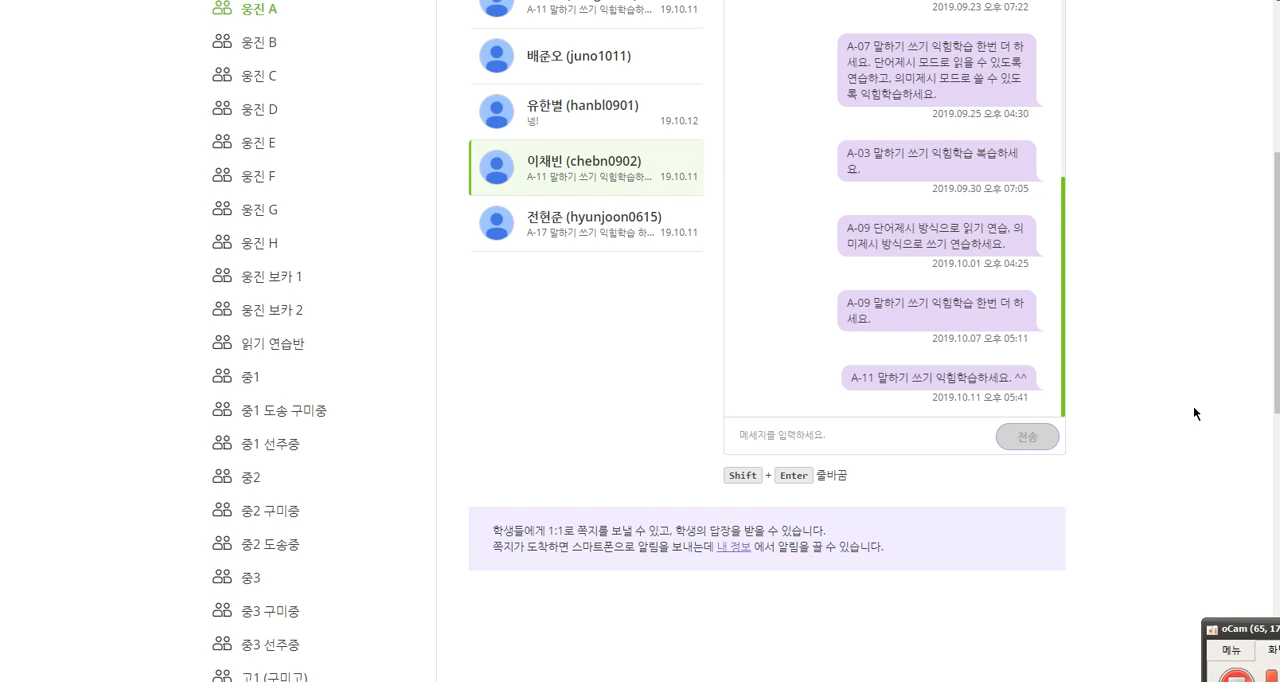 웅진 A
웅진 B
웅진 C
웅진 D
웅진 E
웅진 F
웅진 G
웅진 H
웅진 보카 1
웅진 보카 2
읽기 연습반
중1
중1 도송 구미중
중1 선주중
중2
중2 구미중
중2 도송중
중3
중3 구미중
중3 선주중
고1 (구미고)
A-11 말하기 쓰기 익힘학습하... 19.10.11
배준오 (juno1011)
유한별 (hanbl0901)
넹! 19.10.12
이채빈 (chebn0902)
A-11 말하기 쓰기 익힘학습하... 19.10.11
전현준 (hyunjoon0615)
A-17 말하기 쓰기 익힘학습 하... 19.10.11
2019.09.23 오후 07:22
A-07 말하기 쓰기 익힘학습 한번 더 하
세요. 단어제시 모드로 읽을 수 있도록
연습하고, 의미제시 모드로 쓸 수 있도
록 익힘학습하세요.
2019.09.25 오후 04:30
A-03 말하기 쓰기 익힘학습 복습하세
요.
2019.09.30 오후 07:05
A-09 단어제시 방식으로 읽기 연습, 의
미제시 방식으로 쓰기 연습하세요.
2019.10.01 오후 04:25
A-09 말하기 쓰기 익힘학습 한번 더 하
세요.
2019.10.07 오후 05:11
A-11 말하기 쓰기 익힘학습하세요. ^^
2019.10.11 오후 05:41
메세지를 입력하세요. 전송
Shift + Enter 줄바꿈
학생들에게 1:1로 쪽지를 보낼 수 있고, 학생의 답장을 받을 수 있습니다.
쪽지가 도착하면 스마트폰으로 알림을 보내는데 내 정보 에서 알림을 끌 수 있습니다.
oCam (65, 17
메뉴